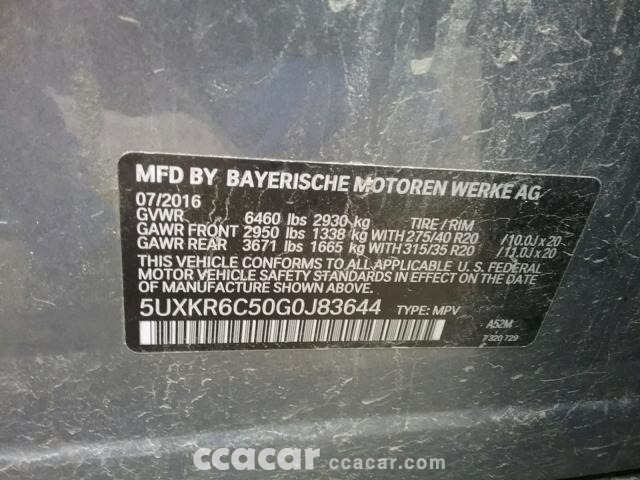 MFD BY BAYERISCHE MOTOREN WERKE AG
07/2016
GVWR 6460 lbs 2930 kg TIRE / RIM
GAWR FRONT 2950 lbs 1338 kg WITH 275/40 R20 /10.0J x 20
GAWR REAR 3671 lbs 1665 kg WITH 315/35 R20 /11.0J x 20
THIS VEHICLE CONFORMS TO ALL APPLICABLE U.S. FEDERAL
MOTOR VEHICLE SAFETY STANDARDS IN EFFECT ON THE DATE
OF MANUFACTURE SHOWN ABOVE.
5UXKR6C50G0J83644 TYPE: MPV
A52M
7 320 729
ccacar ccacar.com